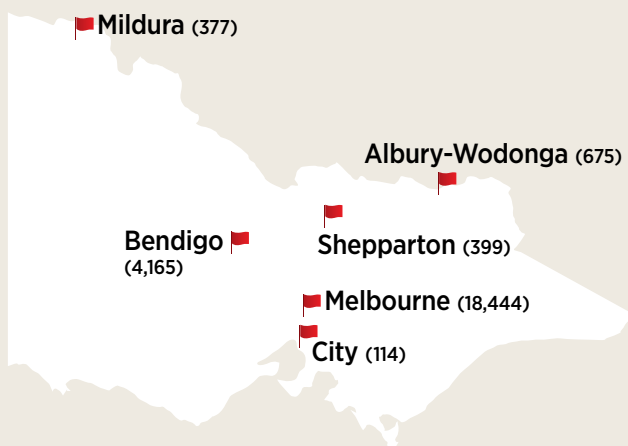 Mildura (377)
Albury-Wodonga (675)
Bendigo
(4,165)
Shepparton (399)
Melbourne (18,444)
City (114)